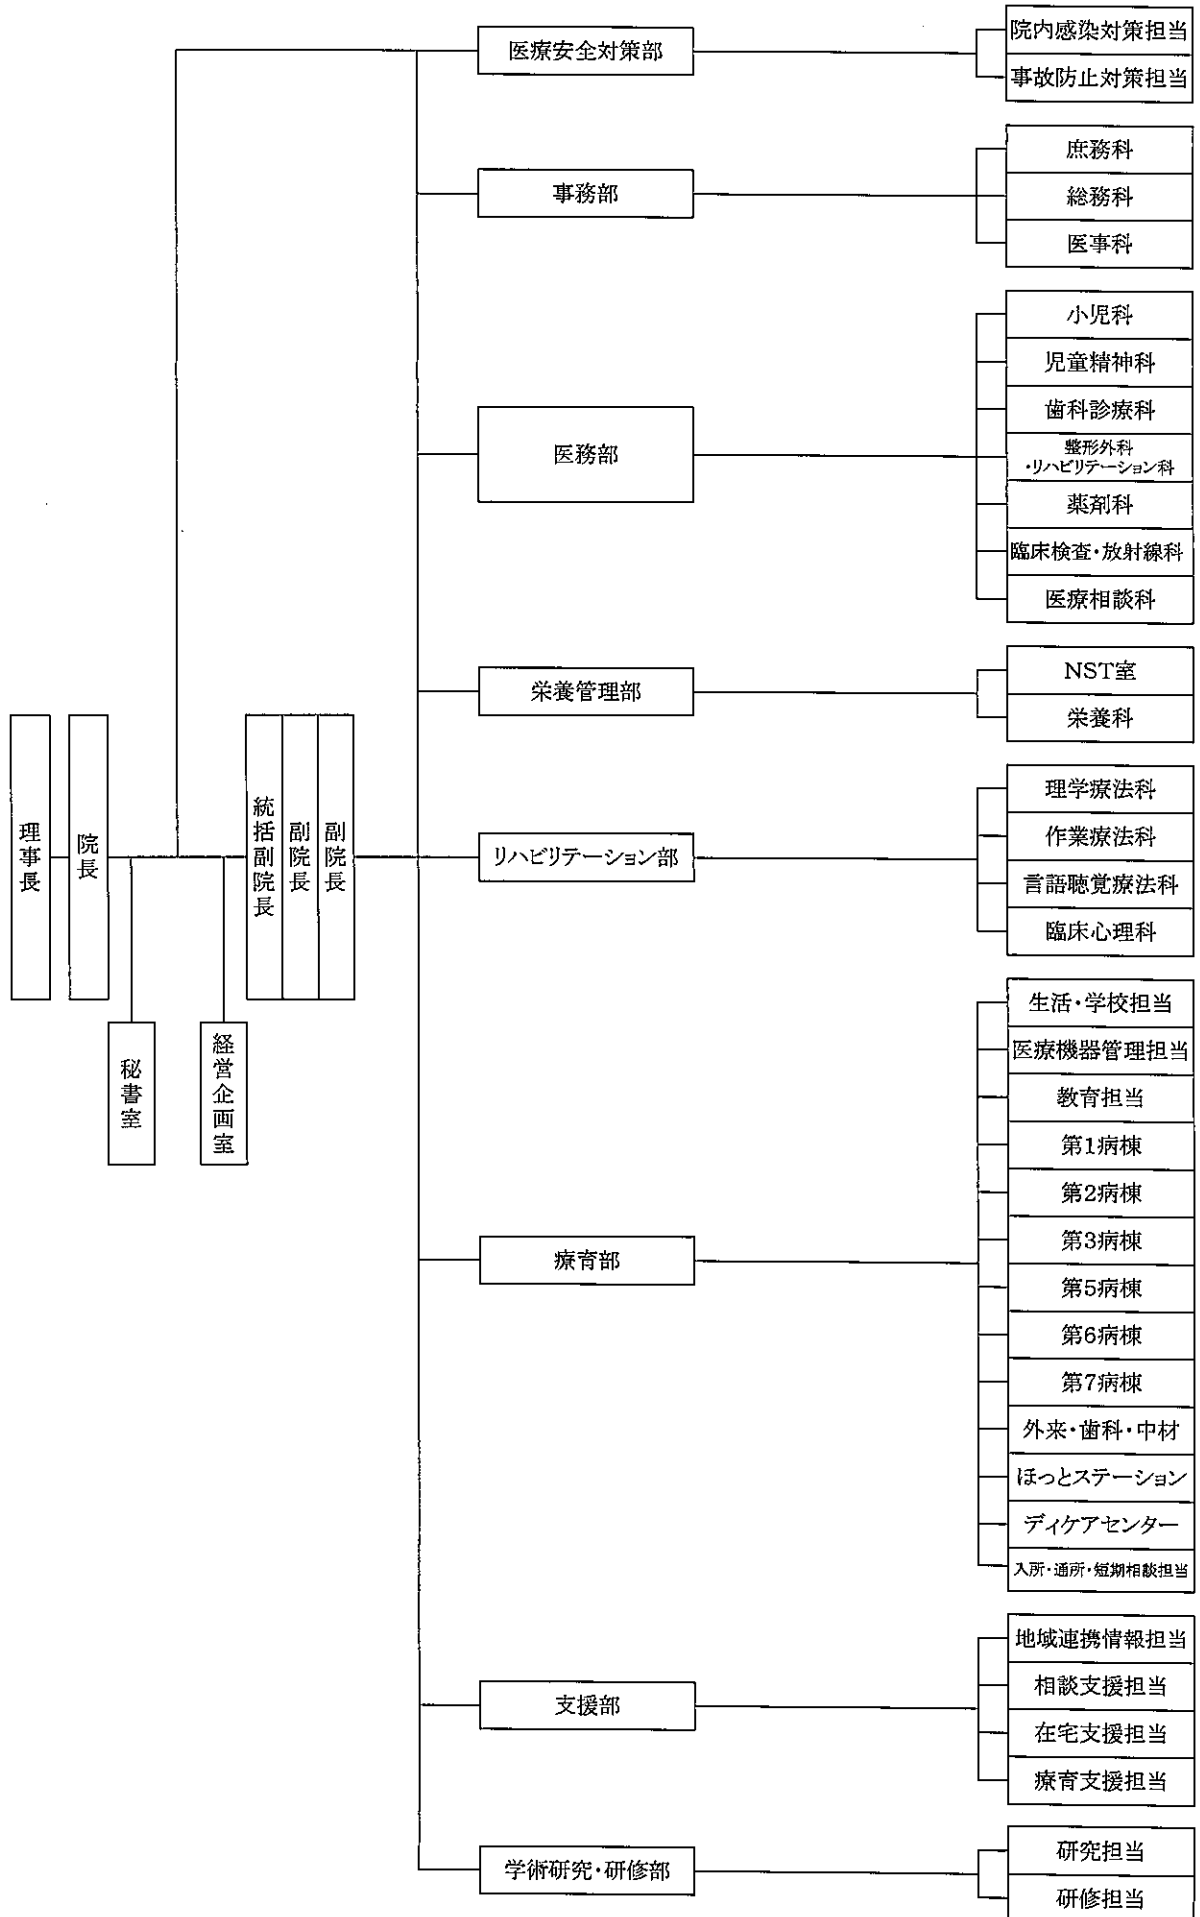 理事長
院長
秘書室
経営企画室
統括副院長
副院長
副院長
医療安全対策部
院内感染対策担当
事故防止対策担当
事務部
庶務科
総務科
医事科
医務部
小児科
児童精神科
歯科診療科
整形外科
・リハビリテーション科
薬剤科
臨床検査・放射線科
医療相談科
栄養管理部
NST室
栄養科
リハビリテーション部
理学療法科
作業療法科
言語聴覚療法科
臨床心理科
療育部
生活・学校担当
医療機器管理担当
教育担当
第1病棟
第2病棟
第3病棟
第5病棟
第6病棟
第7病棟
外来・歯科・中材
ほっとステーション
ディケアセンター
入所・通所・短期相談担当
支援部
地域連携情報担当
相談支援担当
在宅支援担当
療育支援担当
学術研究・研修部
研究担当
研修担当